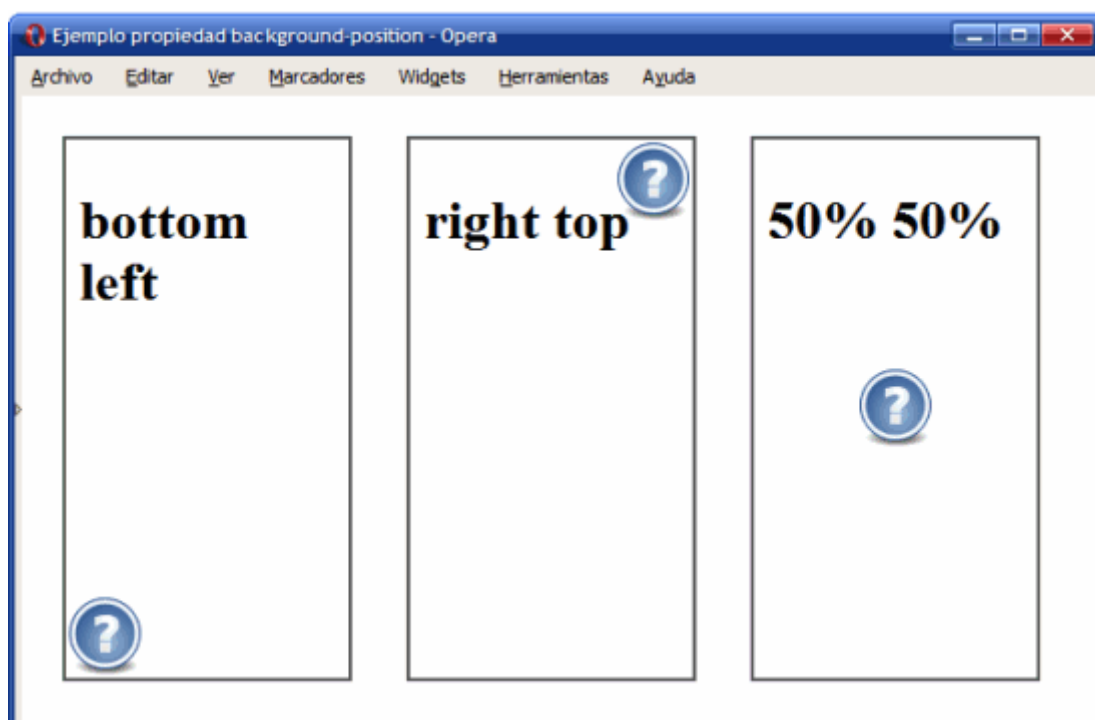 Ejemplo propiedad background-position - Opera
Archivo Editar Ver Marcadores Widgets Herramientas Ayuda
bottom
left
right top
50% 50%
?
?
?